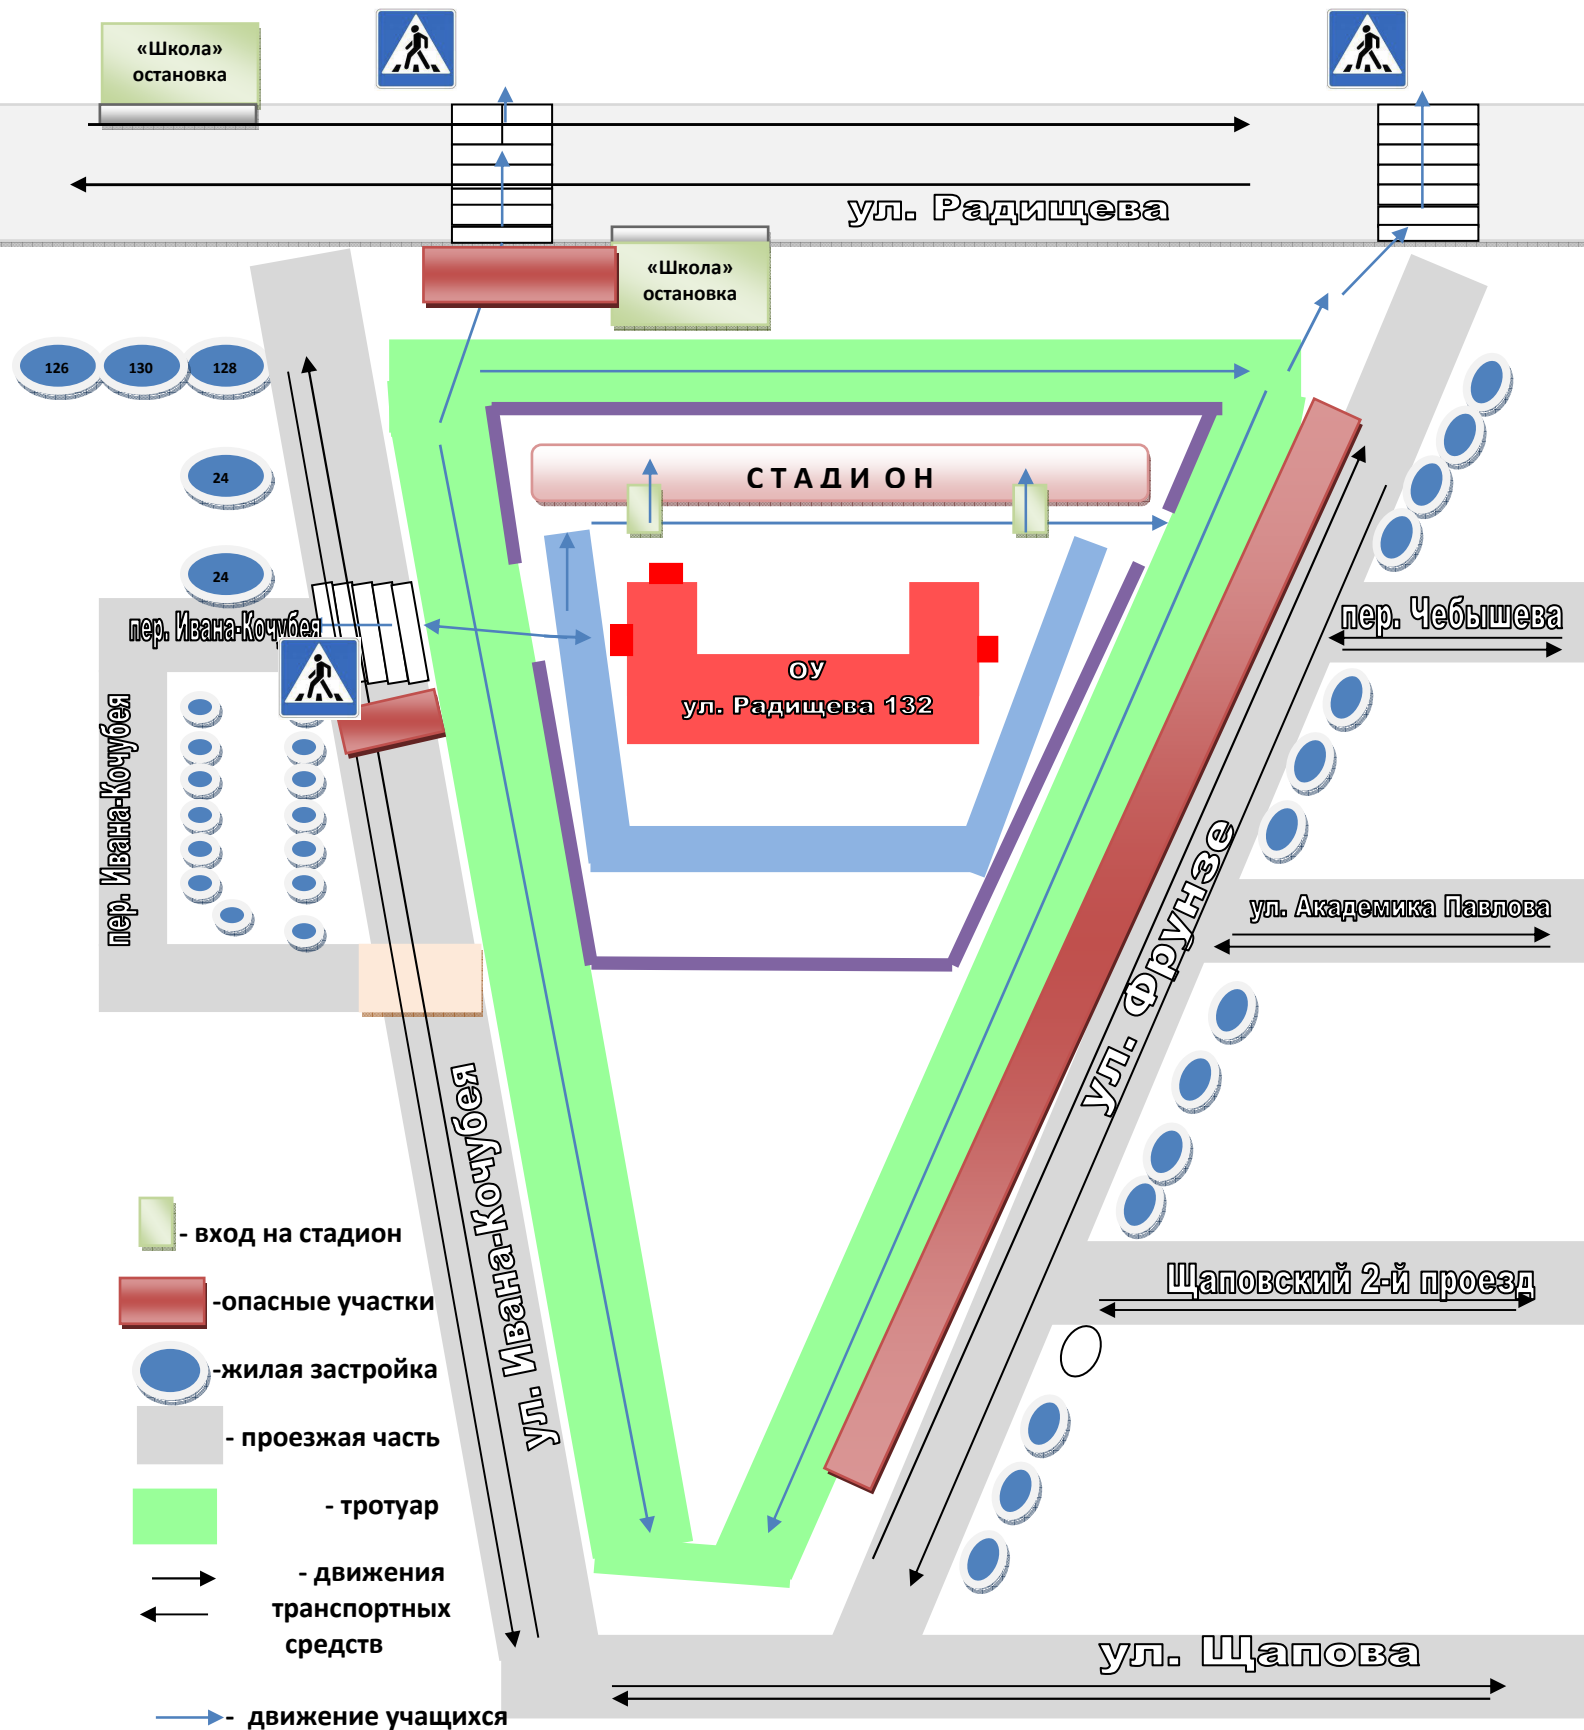 «Школа»
остановка
ул. Радищева
«Школа»
остановка
126
130
128
24
СТАДИОН
24
пер. Ивана-Кочубея
пер. Чебышева
ОУ
ул. Радищева 132
пер. Ивана-Кочубея
ул. Фрунзе
ул. Академика Павлова
ул. Ивана-Кочубея
- вход на стадион
Щаповский 2-й проезд
-опасные участки
-жилая застройка
- проезжая часть
- тротуар
- движения
транспортных
средств
ул. Щапова
- движение учащихся